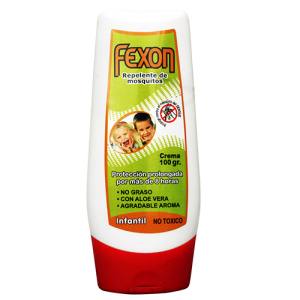 Fexon
Repelente de
mosquitos
Crema
100 gr.
Protección prolongada
por más de 8 horas
• NO GRASO
• CON ALOE VERA
• AGRADABLE AROMA
Infantil NO TOXICO